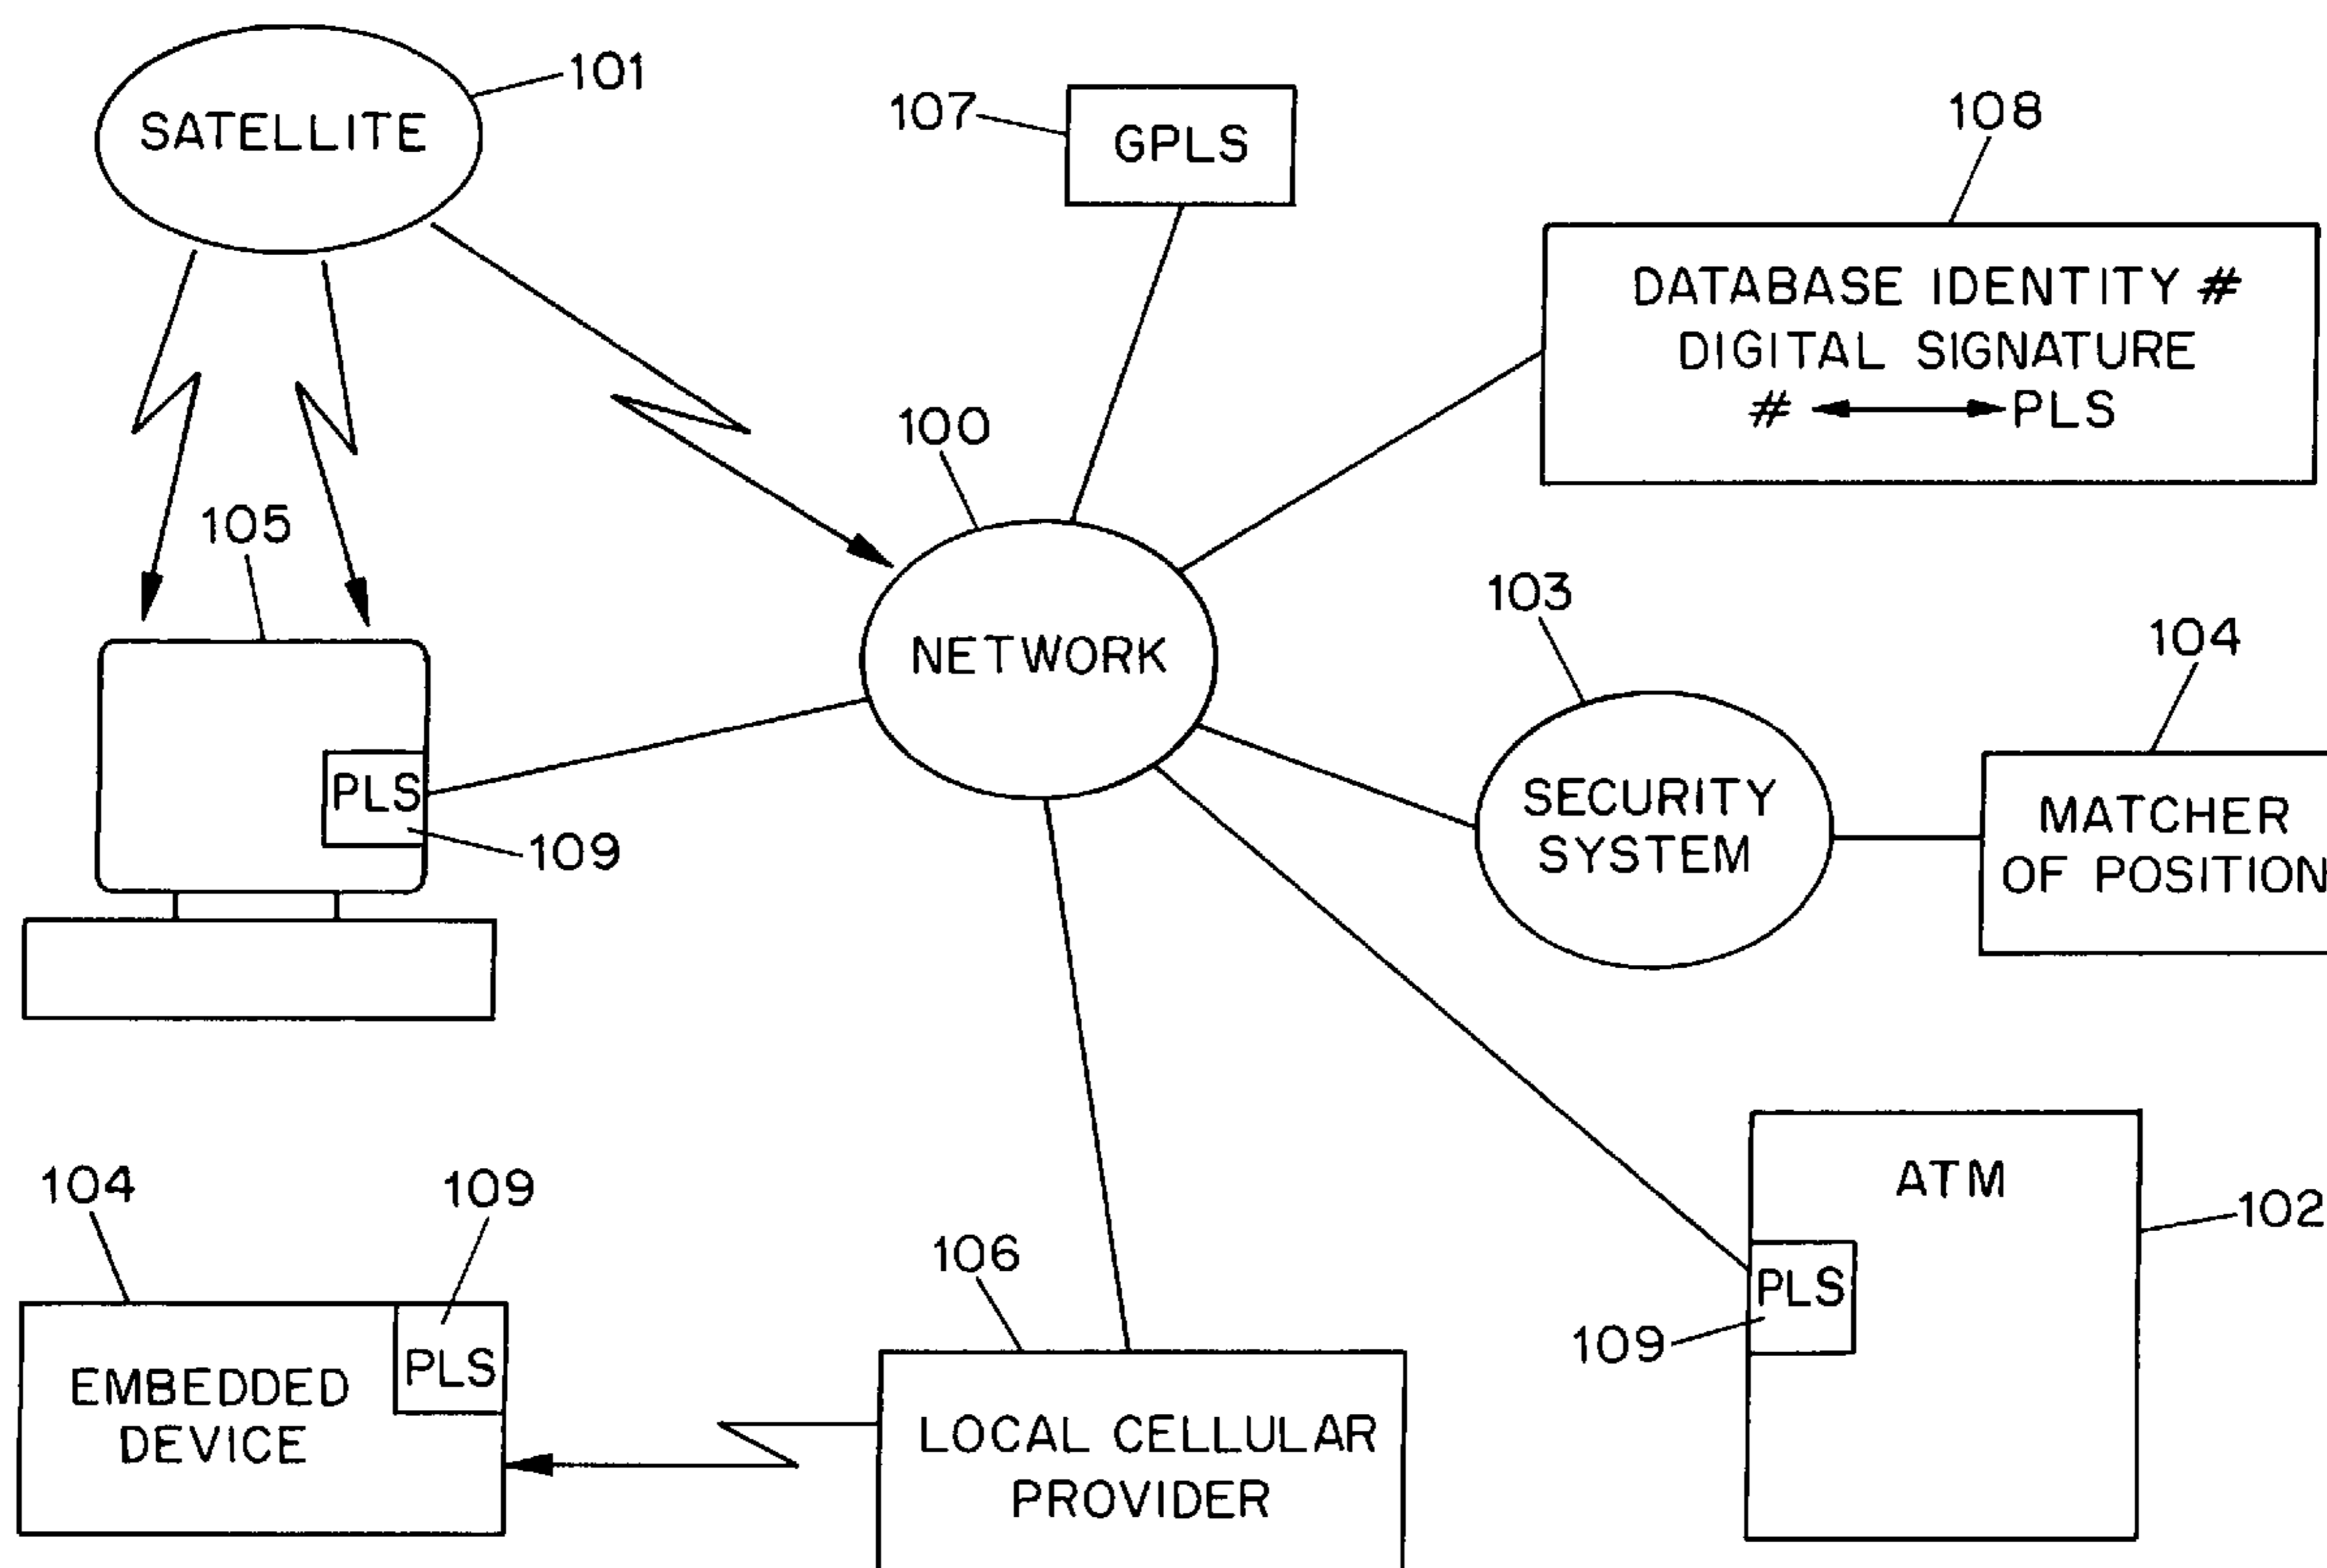 101
SATELLITE
107
GPLS
108
DATABASE IDENTITY #
DIGITAL SIGNATURE
# ⟷ PLS
100
NETWORK
105
PLS
109
103
SECURITY
SYSTEM
104
MATCHER
OF POSITION
104
109
EMBEDDED
DEVICE
PLS
106
LOCAL CELLULAR
PROVIDER
ATM
102
PLS
109